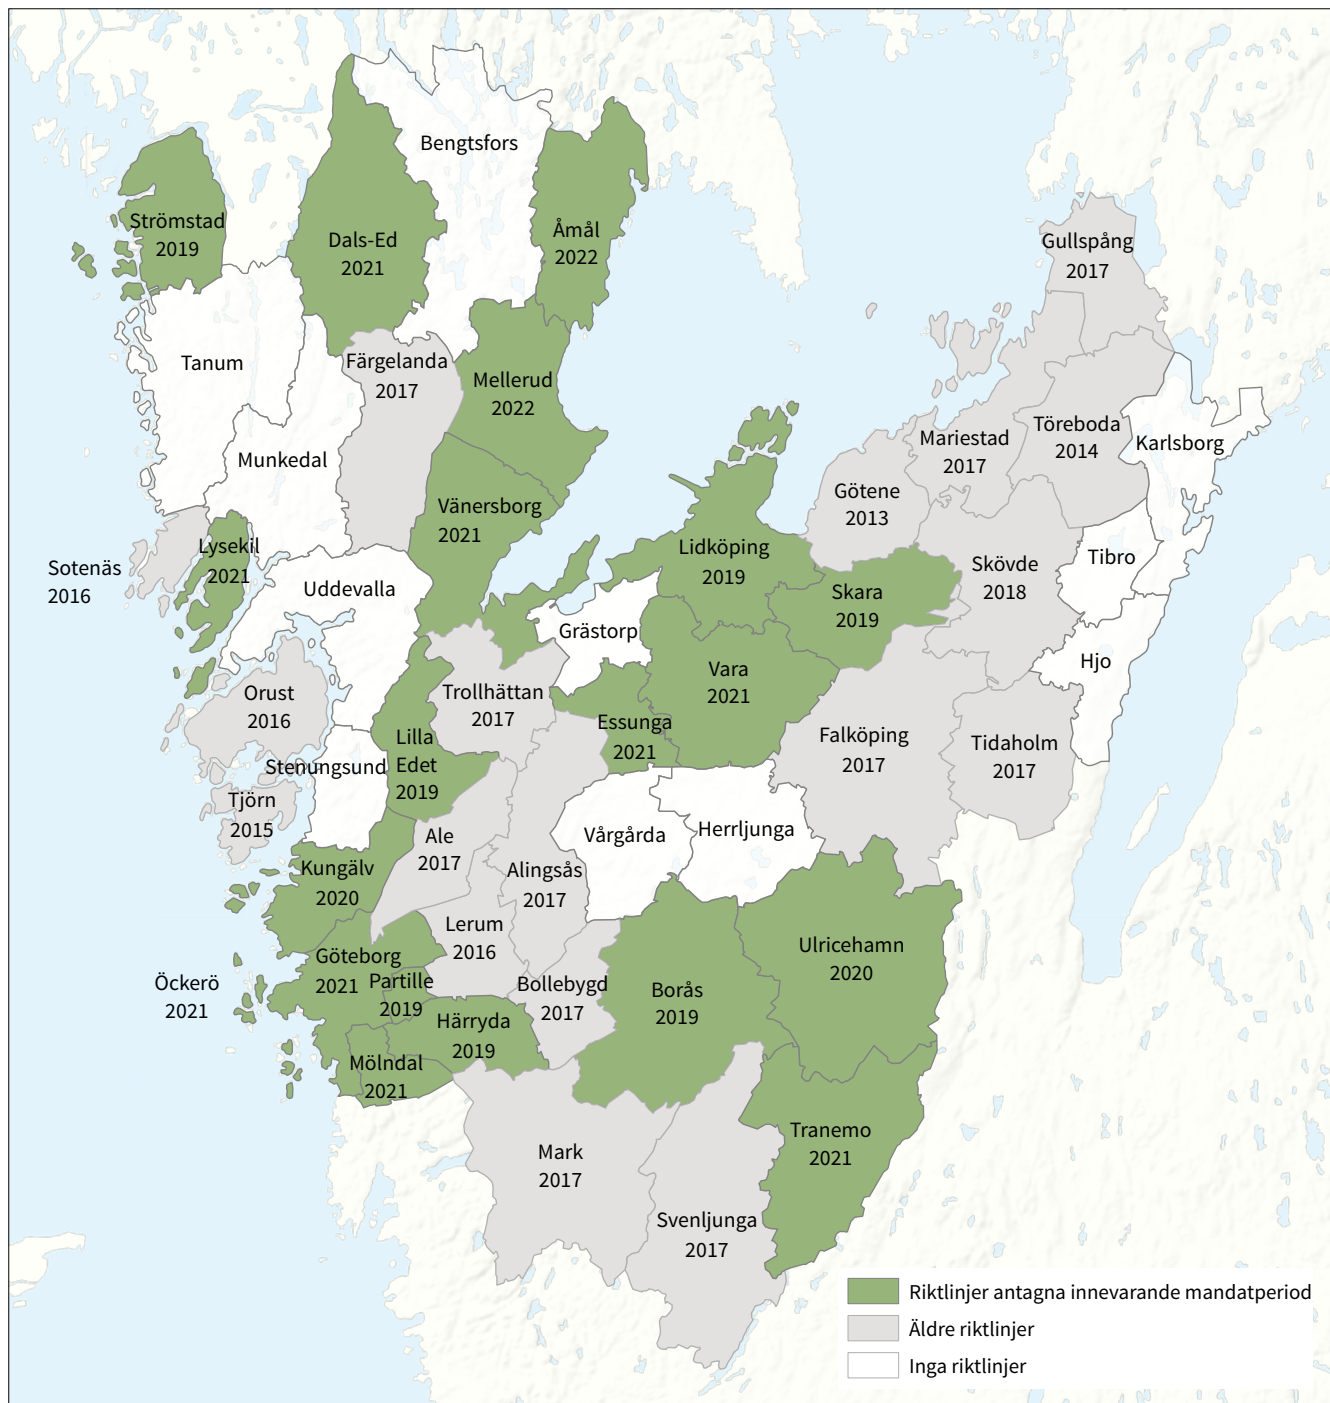 Bengtsfors
Strömstad
2019
Dals-Ed
2021
Åmål
2022
Gullspång
2017
Tanum
Färgelanda
2017
Mellerud
2022
Mariestad
2017
Töreboda
2014
Karlsborg
Munkedal
Götene
2013
Vänersborg
2021
Lysekil
2021
Sotenäs
2016
Uddevalla
Lidköping
2019
Skara
2019
Skövde
2018
Tibro
Grästorp
Hjo
Orust
2016
Trollhättan
2017
Vara
2021
Essunga
2021
Falköping
2017
Tidaholm
2017
Lilla
Edet
2019
Stenungsund
Tjörn
2015
Ale
2017
Vårgårda
Herrljunga
Kungälv
2020
Alingsås
2017
Lerum
2016
Ulricehamn
2020
Göteborg
2021
Partille
2019
Öckerö
2021
Bollebygd
2017
Borås
2019
Härryda
2019
Mölndal
2021
Mark
2017
Tranemo
2021
Svenljunga
2017
Riktlinjer antagna innevarande mandatperiod
Äldre riktlinjer
Inga riktlinjer